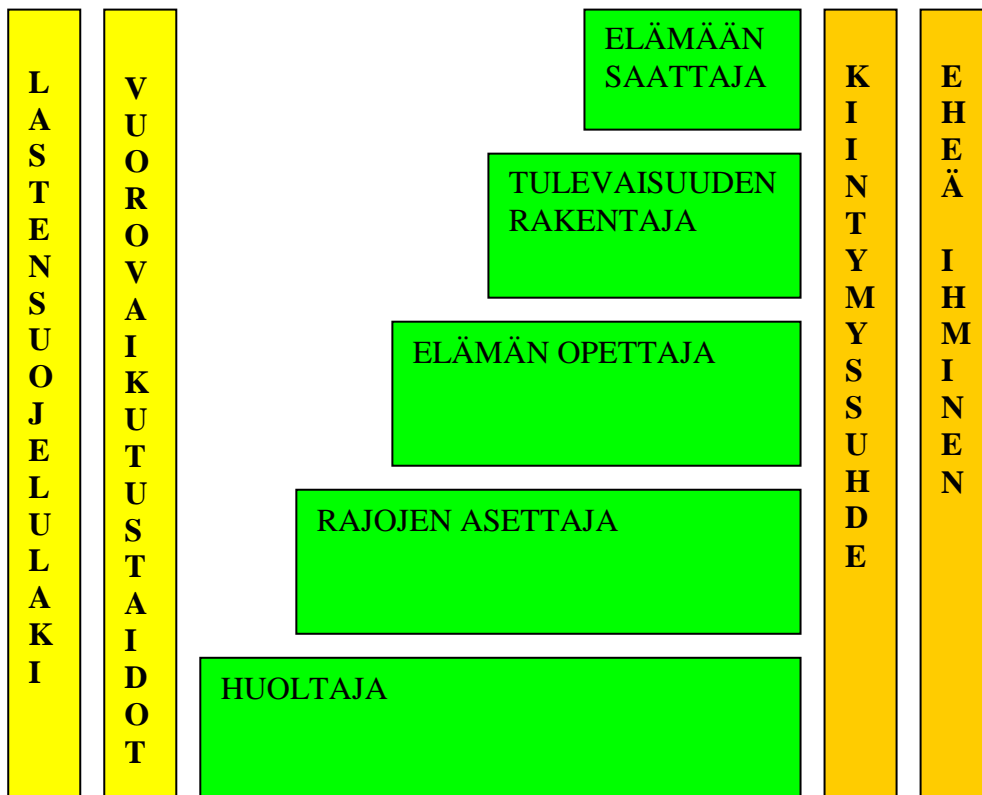 LASTENSUOJELULAKI
VUOROVAIKUTUSTAIDOT
ELÄMÄÄN
SAATTAJA
TULEVAISUUDEN
RAKENTAJA
ELÄMÄN OPETTAJA
RAJOJEN ASETTAJA
HUOLTAJA
KIINTYMYSSUHDE
EHEÄ IHMINEN